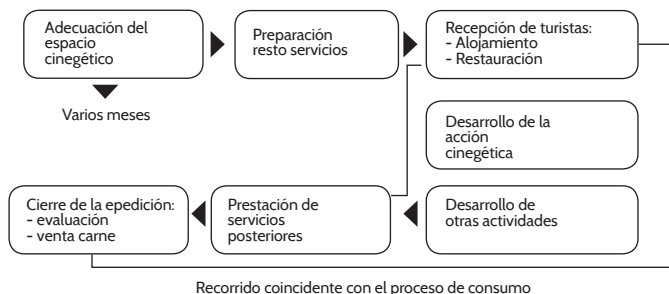 Adecuación del
espacio
cinegético
Preparación
resto servicios
Recepción de turistas:
- Alojamiento
- Restauración
Varios meses
Desarrollo de la
acción
cinegética
Cierre de la epedición:
- evaluación
- venta carne
Prestación de
servicios
posteriores
Desarrollo de
otras actividades
Recorrido coincidente con el proceso de consumo